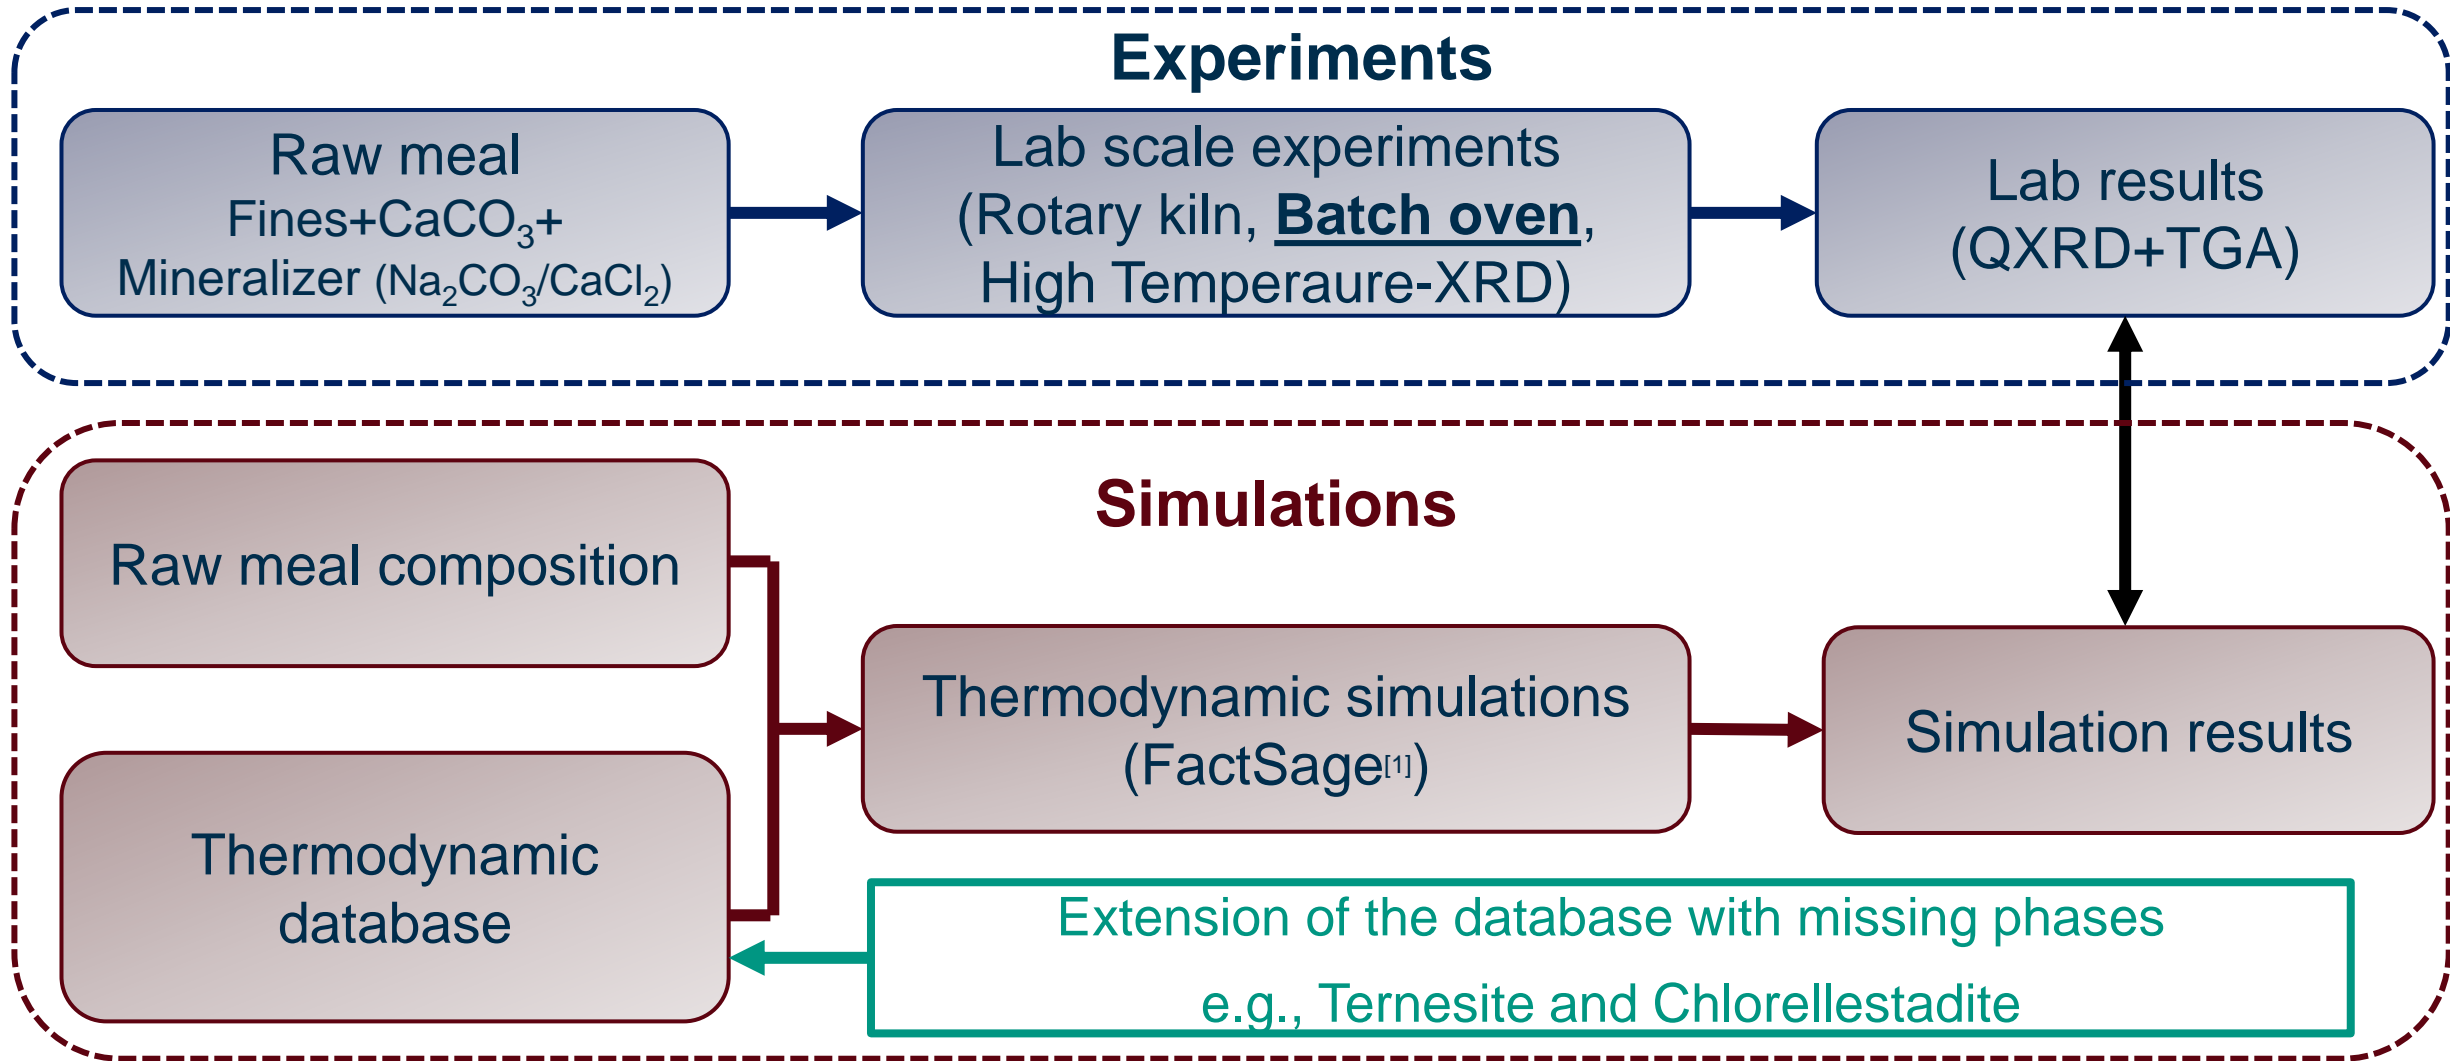 Experiments
Raw meal
Fines+CaCO₃+
Mineralizer (Na₂CO₃/CaCl₂)
Lab scale experiments
(Rotary kiln, Batch oven,
High Temperaure-XRD)
Lab results
(QXRD+TGA)
Simulations
Raw meal composition
Thermodynamic
database
Thermodynamic simulations
(FactSage[1])
Simulation results
Extension of the database with missing phases
e.g., Ternesite and Chlorellestadite